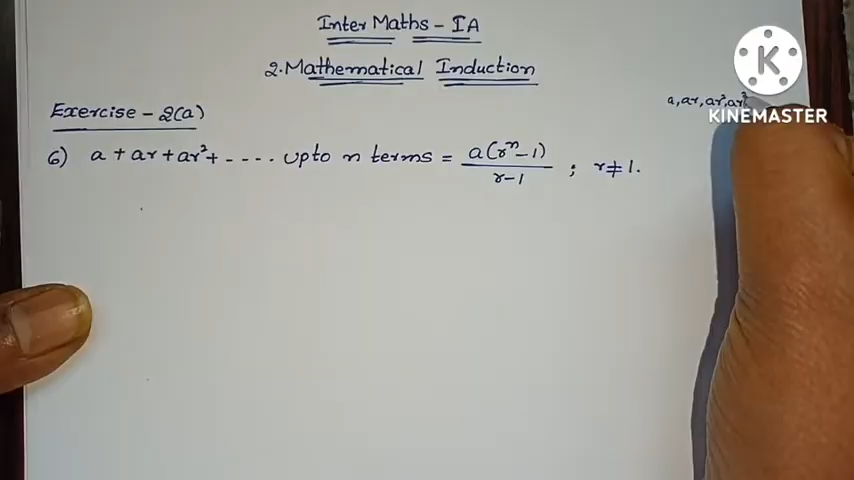 Inter Maths - IA
2. Mathematical Induction
Exercise - 2(a)
a, ar, ar², ar³
K
KINEMASTER
6) a + ar + ar² + - - - - upto n terms = a(rⁿ-1) / r-1 ; r≠1.